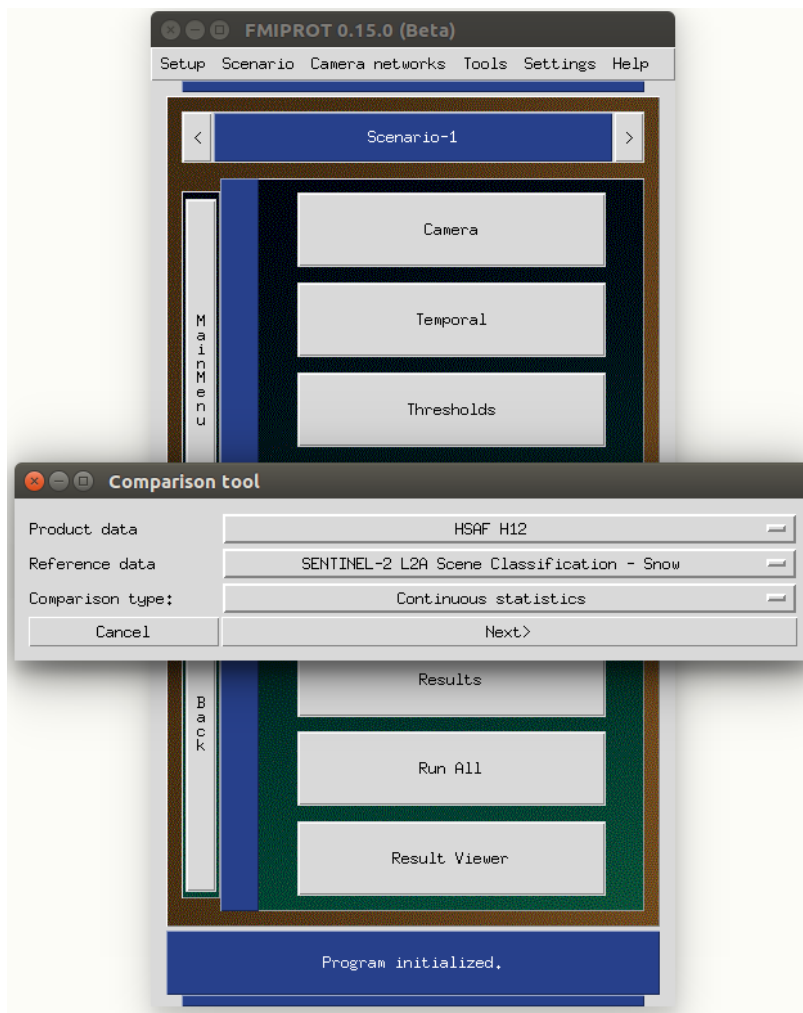 FMIPROT 0.15.0 (Beta)
Setup Scenario Camera networks Tools Settings Help
< Scenario-1 >
Camera
Temporal
Thresholds
MainMenu
Comparison tool
Product data HSAF H12
Reference data SENTINEL-2 L2A Scene Classification - Snow
Comparison type: Continuous statistics
Cancel Next>
Results
Back
Run All
Result Viewer
Program initialized.